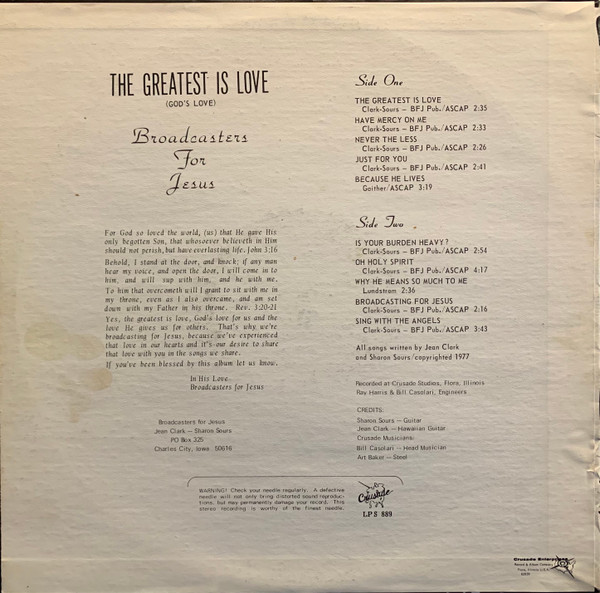 THE GREATEST IS LOVE
(GOD'S LOVE)
Broadcasters
For
Jesus
For God so loved the world, (us) that He gave His
only begotten Son, that whosoever believeth in Him
should not perish, but have everlasting life. John 3:16
Behold, I stand at the door, and knock; if any man
hear my voice, and open the door, I will come in to
him, and will sup with him, and he with me.
To him that overcometh will I grant to sit with me in
my throne, even as I also overcame, and am set
down with my Father in his throne. -Rev. 3:20-21
Yes, the greatest is love, God's love for us and the
love He gives us for others. That's why we're
broadcasting for Jesus, because we've experienced
that love in our hearts and it's our desire to share
that love with you in the songs we share.
If you've been blessed by this album let us know.
In His Love
Broadcasters for Jesus
Broadcasters for Jesus
Jean Clark - Sharon Sours
PO Box 325
Charles City, Iowa 50616
WARNING! Check your needle regularly. A defective
needle will not only bring distorted sound reproduc-
tions, but may permanently damage your record. This
stereo recording is worthy of the finest needle.
Side One
THE GREATEST IS LOVE
Clark-Sours - BFJ Pub./ASCAP 2:35
HAVE MERCY ON ME
Clark-Sours - BFJ Pub./ASCAP 2:33
NEVER THE LESS
Clark-Sours - BFJ Pub./ASCAP 2:26
JUST FOR YOU
Clark-Sours - BFJ Pub./ASCAP 2:41
BECAUSE HE LIVES
Gaither/ASCAP 3:19
Side Two
IS YOUR BURDEN HEAVY?
Clark-Sours - BFJ Pub./ASCAP 2:54
OH HOLY SPIRIT
Clark-Sours - BFJ Pub./ASCAP 4:17
WHY HE MEANS SO MUCH TO ME
Lundstrom 2:36
BROADCASTING FOR JESUS
Clark-Sours - BFJ Pub./ASCAP 2:16
SING WITH THE ANGELS
Clark-Sours - BFJ Pub./ASCAP 3:43
All songs written by Jean Clark
and Sharon Sours/copyrighted 1977
Recorded at Crusade Studios, Flora, Illinois
Ray Harris & Bill Casolari, Engineers
CREDITS:
Sharon Sours - Guitar
Jean Clark - Hawaiian Guitar
Crusade Musicians:
Bill Casolari - Head Musician
Art Baker - Steel
Crusade
LPS 889
Crusade Enterprises